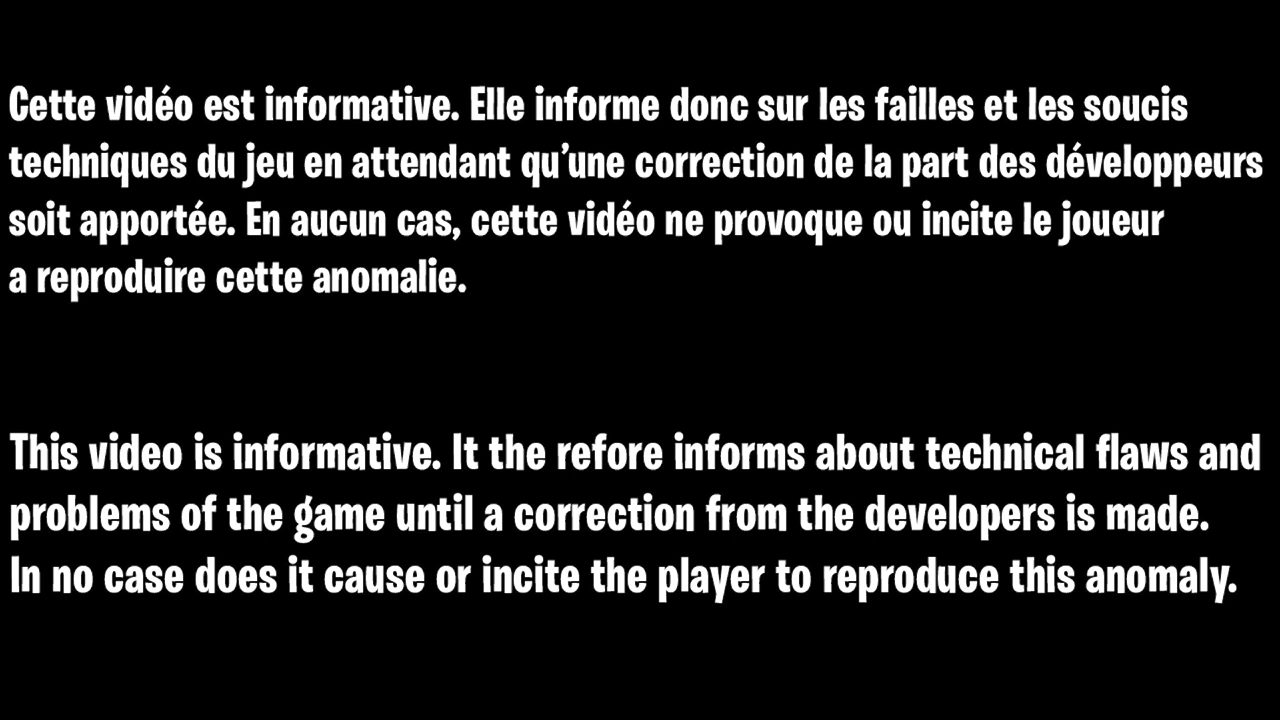 Cette vidéo est informative. Elle informe donc sur les failles et les soucis
techniques du jeu en attendant qu’une correction de la part des développeurs
soit apportée. En aucun cas, cette vidéo ne provoque ou incite le joueur
a reproduire cette anomalie.
This video is informative. It the refore informs about technical flaws and
problems of the game until a correction from the developers is made.
In no case does it cause or incite the player to reproduce this anomaly.